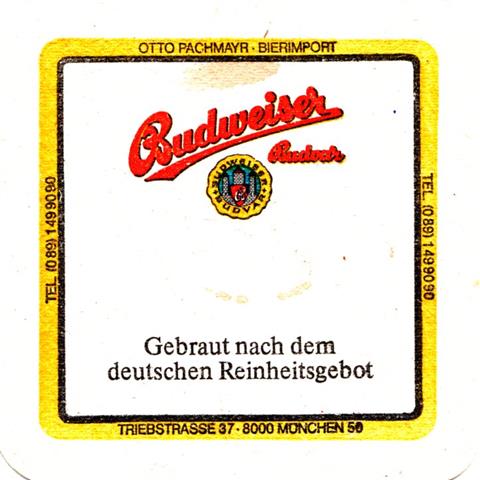 OTTO PACHMAYR · BIERIMPORT
Budweiser
Budvar
BUDWEISER
BUDVAR
TEL. (089) 1499090
TEL. (089) 1499090
Gebraut nach dem
deutschen Reinheitsgebot
TRIEBSTRASSE 37 · 8000 MÜNCHEN 50